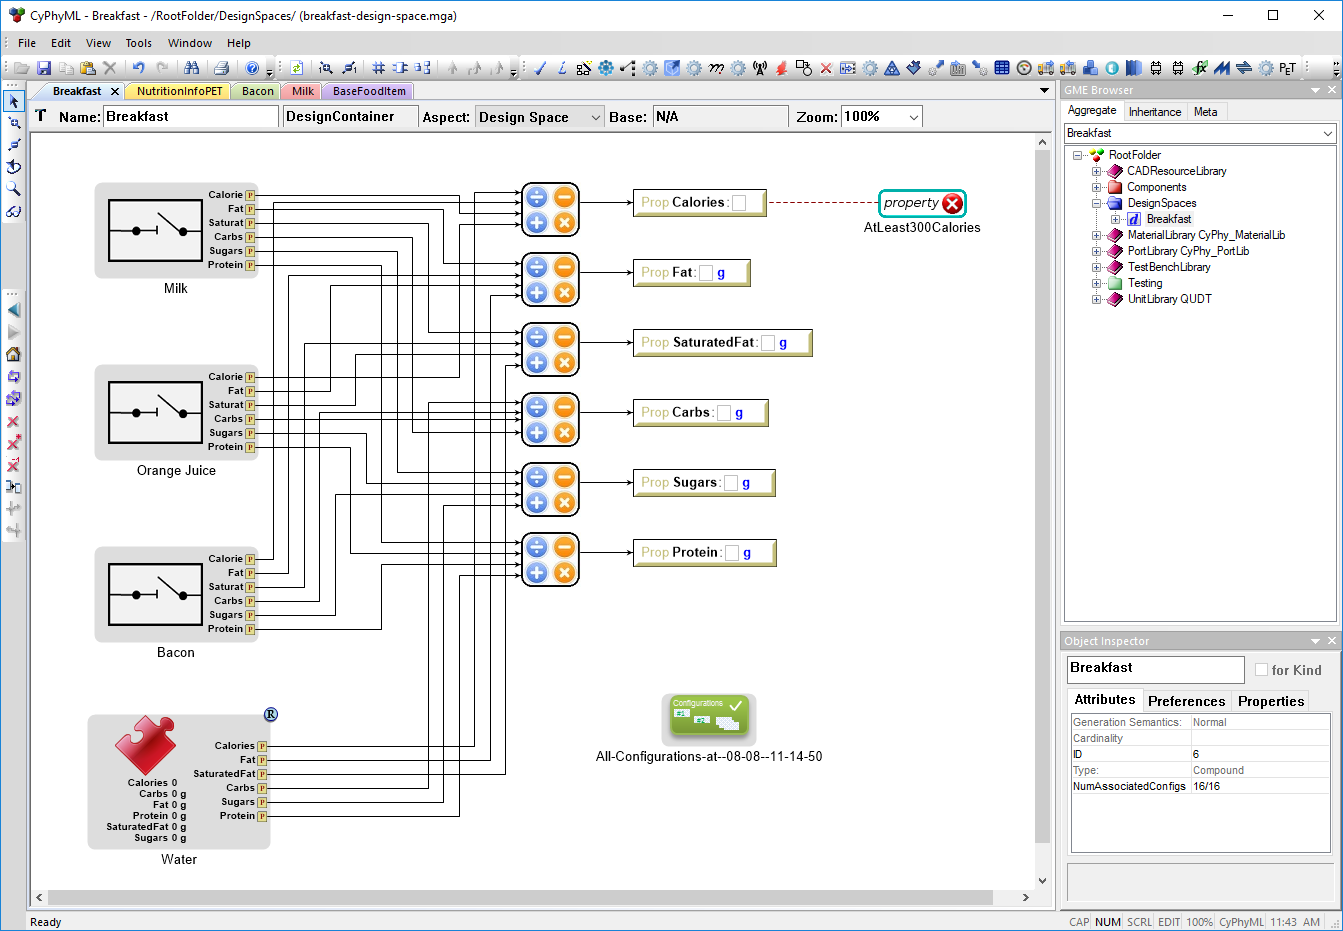 CyPhyML - Breakfast - /RootFolder/DesignSpaces/ (breakfast-design-space.mga)
File Edit View Tools Window Help
PET
Breakfast
NutritionInfoPET
Bacon
Milk
BaseFoodItem
T Name: Breakfast DesignContainer Aspect: Design Space Base: N/A Zoom: 100%
Calorie P
Fat P
Saturat P
Carbs P
Sugars P
Protein P
Milk
Calorie P
Fat P
Saturat P
Carbs P
Sugars P
Protein P
Orange Juice
Calorie P
Fat P
Saturat P
Carbs P
Sugars P
Protein P
Bacon
R
Calories P
Fat P
SaturatedFat P
Carbs P
Sugars P
Protein P
Calories 0
Carbs 0 g
Fat 0 g
Protein 0 g
SaturatedFat 0 g
Sugars 0 g
Water
Prop Calories:
Prop Fat: g
Prop SaturatedFat: g
Prop Carbs: g
Prop Sugars: g
Prop Protein: g
property
AtLeast300Calories
Configurations
#1
#2
All-Configurations-at--08-08--11-14-50
GME Browser
Aggregate Inheritance Meta
Breakfast
RootFolder
CADResourceLibrary
Components
DesignSpaces
d Breakfast
MaterialLibrary CyPhy_MaterialLib
PortLibrary CyPhy_PortLib
TestBenchLibrary
Testing
UnitLibrary QUDT
Object Inspector
Breakfast for Kind
Attributes Preferences Properties
Generation Semantics: Normal
Cardinality
ID 6
Type: Compound
NumAssociatedConfigs 16/16
Ready
CAP NUM SCRL EDIT 100% CyPhyML 11:43 AM